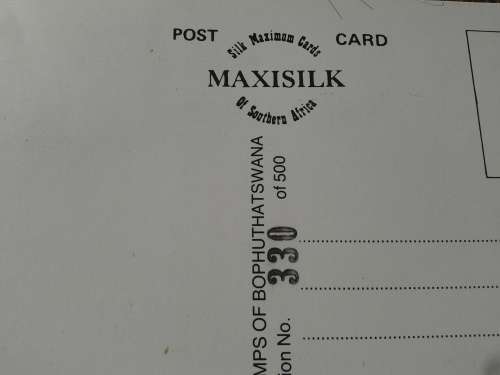 POST CARD
Silk Maximum Cards
MAXISILK
Of Southern Africa
MPS OF BOPHUTHATSWANA
ion No. 330 of 500